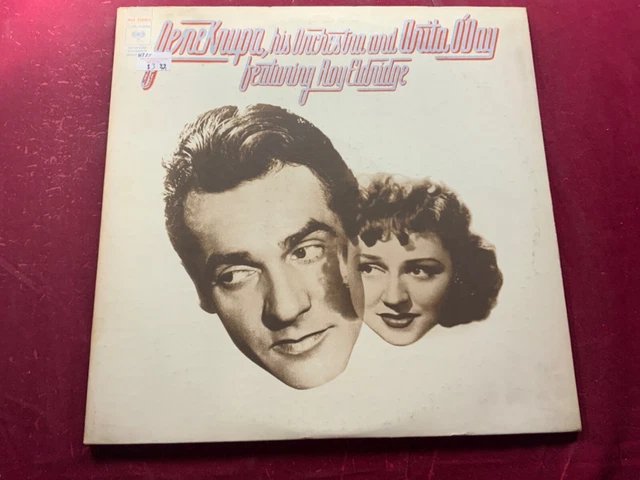 Gene Krupa, his Orchestra and Anita O'Day
featuring Roy Eldridge